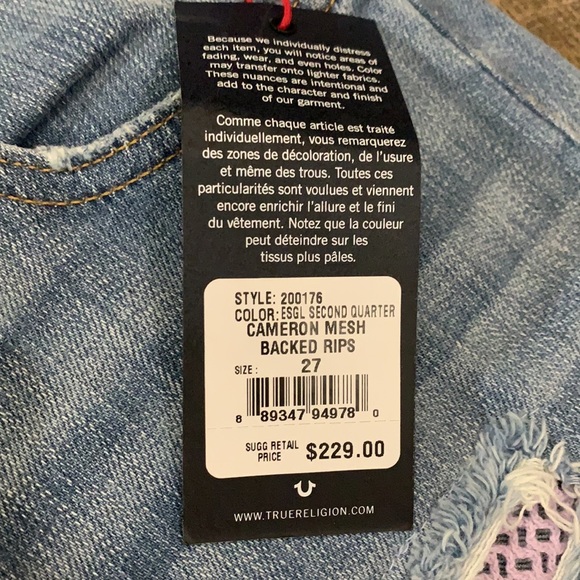 Because we individually distress
each item, you will notice areas of
fading, wear, and even holes. Color
may transfer onto lighter fabrics.
These nuances are intentional and
add to the character and finish
of our garment.
Comme chaque article est traité
individuellement, vous remarquerez
des zones de décoloration, de l'usure
et même des trous. Toutes ces
particularités sont voulues et viennent
encore enrichir l'allure et le fini
du vêtement. Notez que la couleur
peut déteindre sur les
tissus plus pâles.
STYLE: 200176
COLOR: ESGL SECOND QUARTER
CAMERON MESH
BACKED RIPS
SIZE : 27
8 89347 94978 0
SUGG RETAIL
PRICE $229.00
WWW.TRUERELIGION.COM